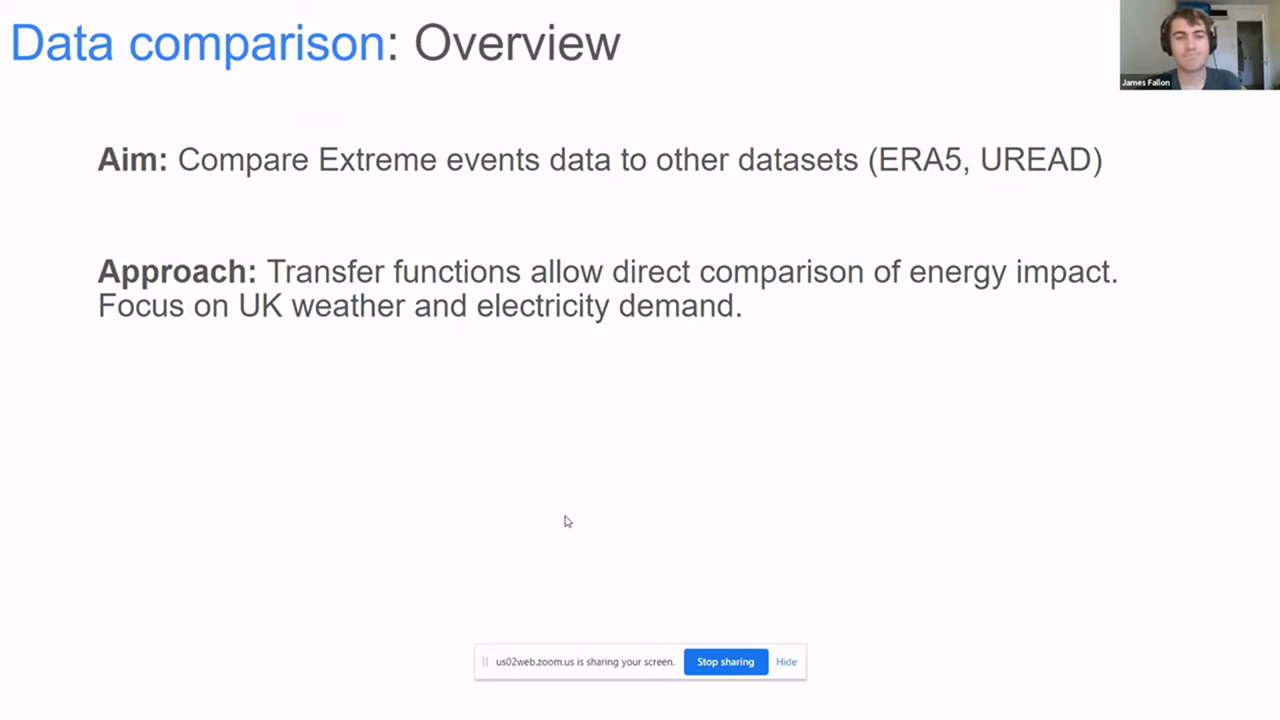 Data comparison: Overview
James Fallon
Aim: Compare Extreme events data to other datasets (ERA5, UREAD)
Approach: Transfer functions allow direct comparison of energy impact.
Focus on UK weather and electricity demand.
us02web.zoom.us is sharing your screen. Stop sharing Hide